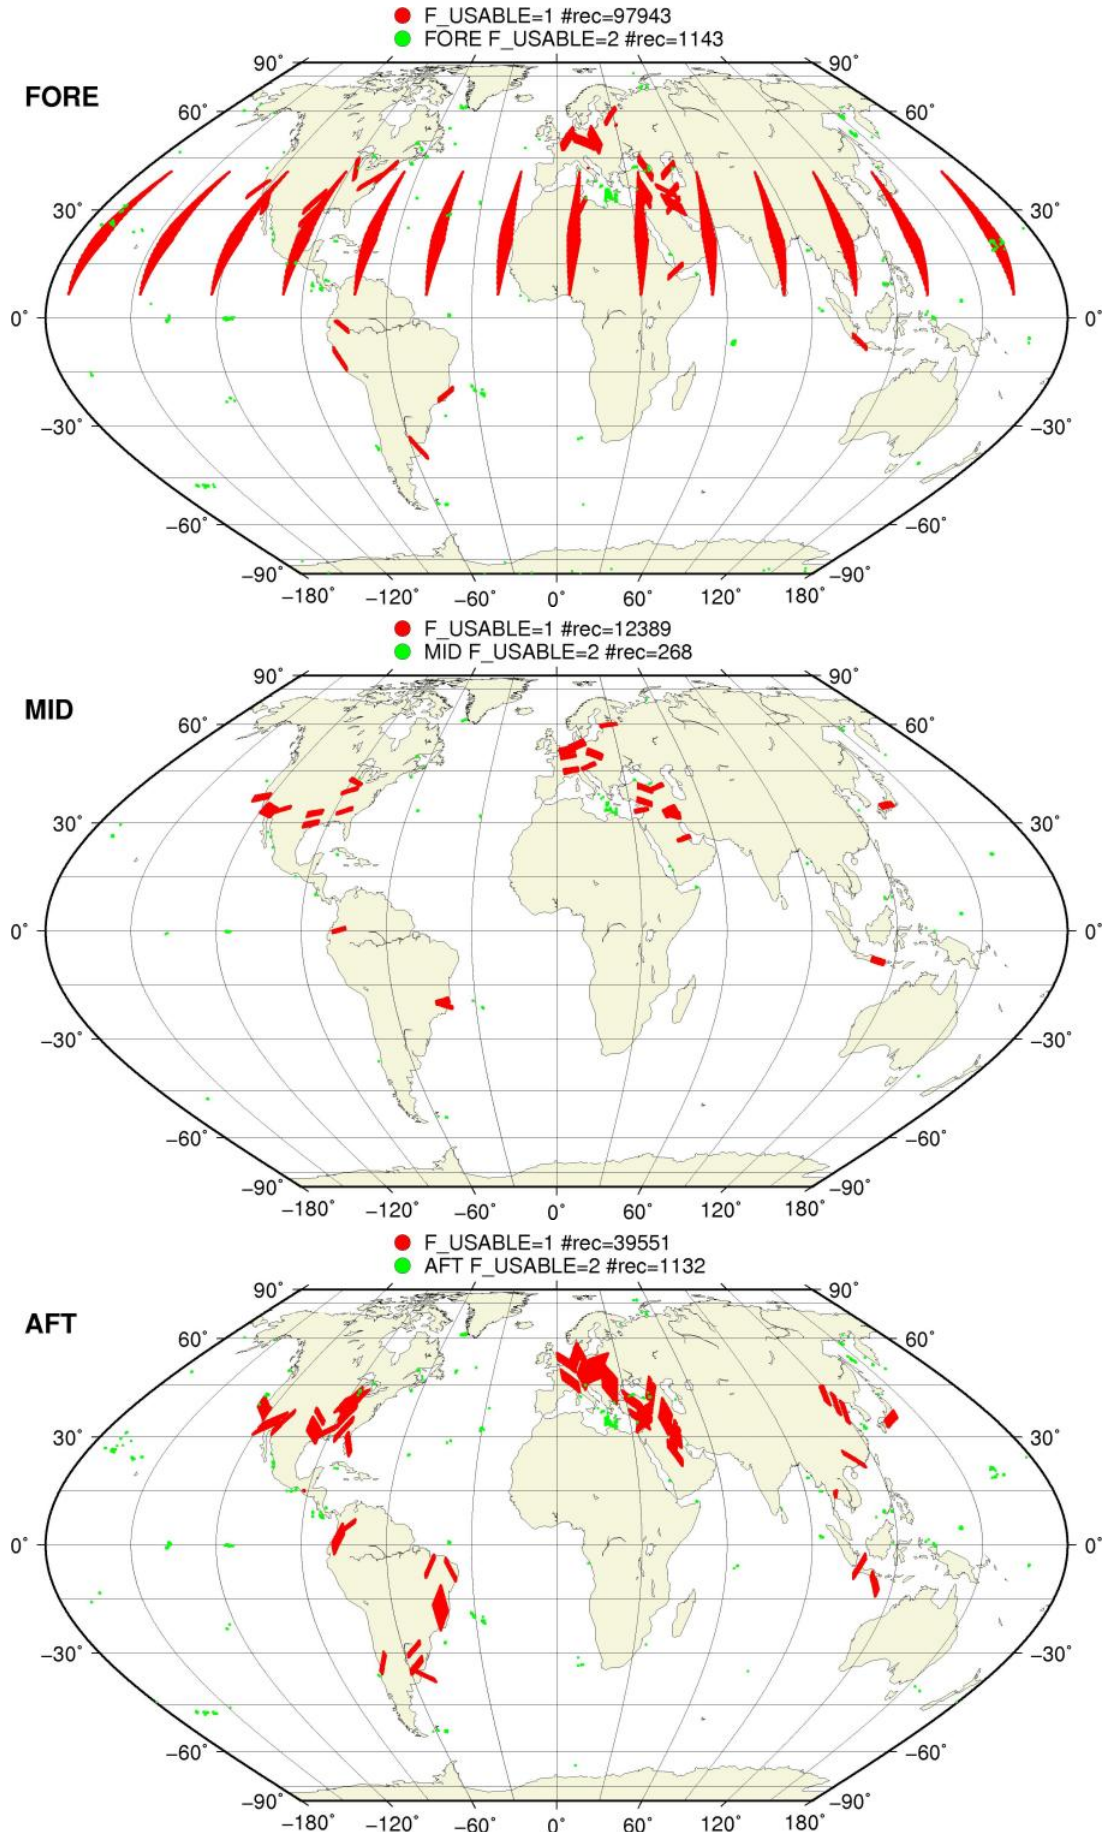 F_USABLE=1 #rec=97943
FORE F_USABLE=2 #rec=1143
FORE
90° 90°
60° 60°
30° 30°
0° 0°
−30° −30°
−60° −60°
−90° −90°
−180° −120° −60° 0° 60° 120° 180°
F_USABLE=1 #rec=12389
MID F_USABLE=2 #rec=268
MID
90° 90°
60° 60°
30° 30°
0° 0°
−30° −30°
−60° −60°
−90° −90°
−180° −120° −60° 0° 60° 120° 180°
F_USABLE=1 #rec=39551
AFT F_USABLE=2 #rec=1132
AFT
90° 90°
60° 60°
30° 30°
0° 0°
−30° −30°
−60° −60°
−90° −90°
−180° −120° −60° 0° 60° 120° 180°